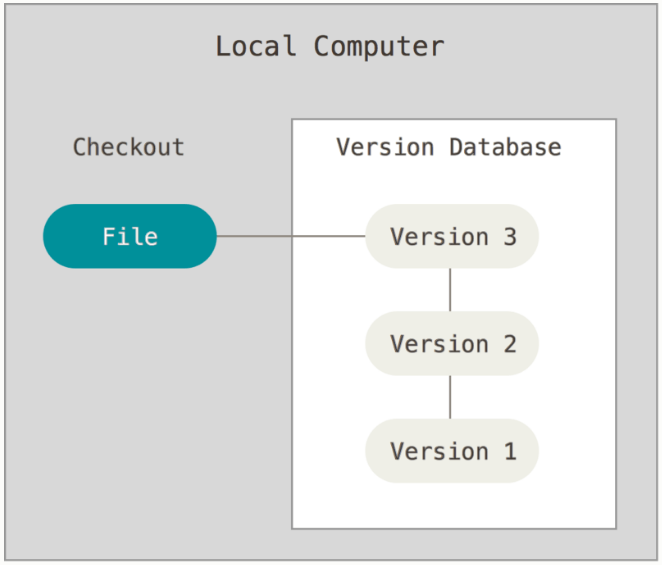 Local Computer
Checkout
Version Database
File
Version 3
Version 2
Version 1